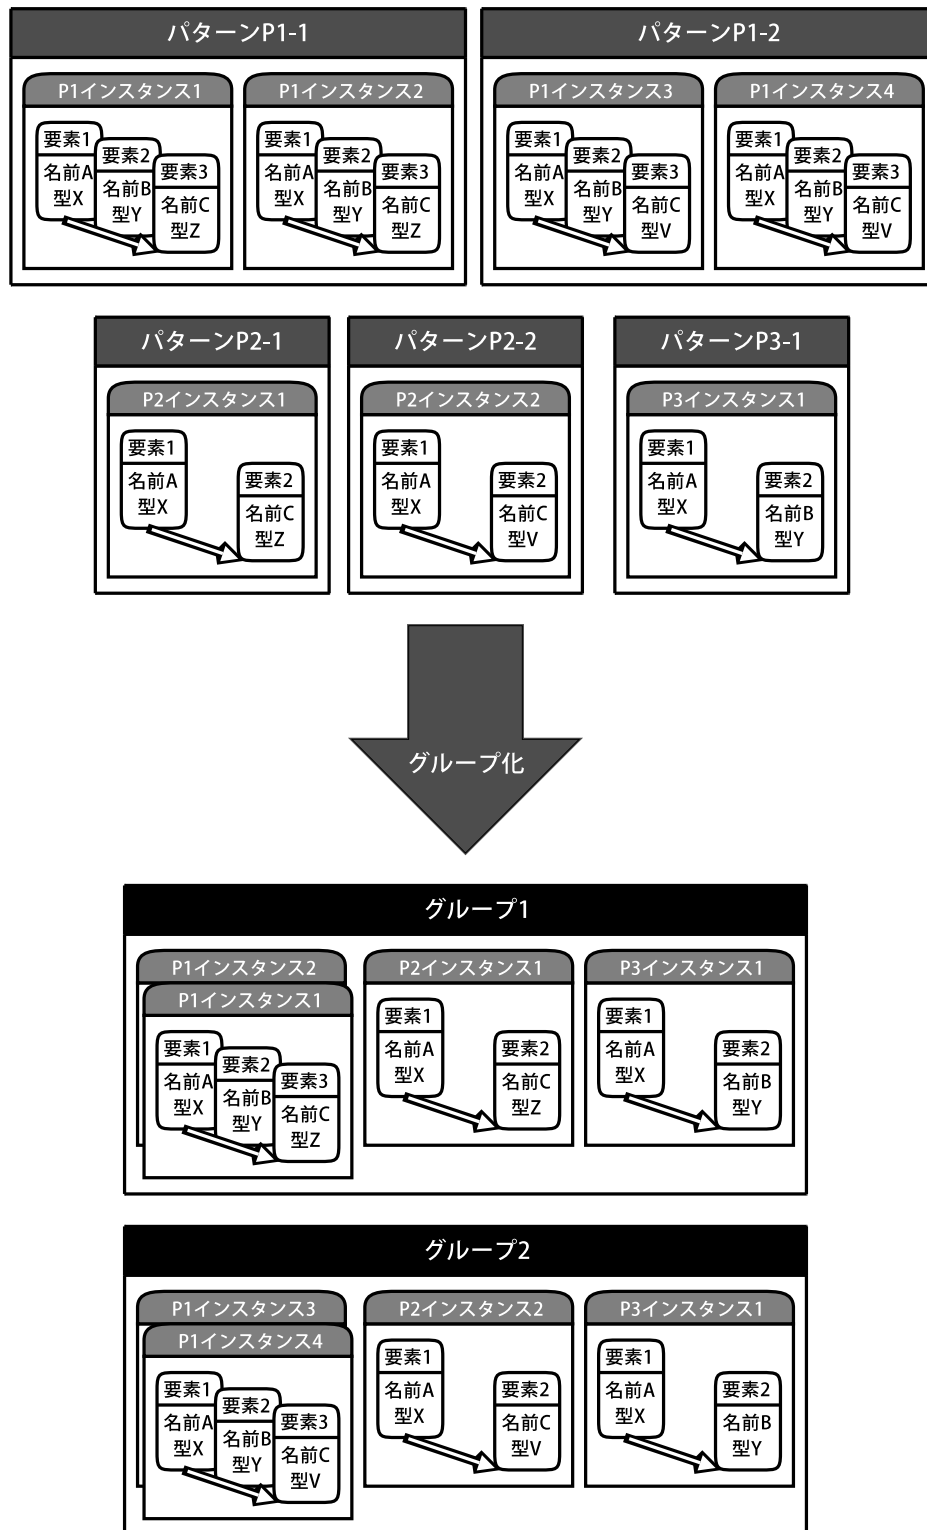 パターンP1-1
パターンP1-2
P1インスタンス1
P1インスタンス2
P1インスタンス3
P1インスタンス4
要素1
名前A
型X
要素2
名前B
型Y
要素3
名前C
型Z
要素1
名前A
型X
要素2
名前B
型Y
要素3
名前C
型Z
要素1
名前A
型X
要素2
名前B
型Y
要素3
名前C
型V
要素1
名前A
型X
要素2
名前B
型Y
要素3
名前C
型V
パターンP2-1
パターンP2-2
パターンP3-1
P2インスタンス1
P2インスタンス2
P3インスタンス1
要素1
名前A
型X
要素2
名前C
型Z
要素1
名前A
型X
要素2
名前C
型V
要素1
名前A
型X
要素2
名前B
型Y
グループ化
グループ1
P1インスタンス2
P1インスタンス1
P2インスタンス1
P3インスタンス1
要素1
名前A
型X
要素2
名前B
型Y
要素3
名前C
型Z
要素1
名前A
型X
要素2
名前C
型Z
要素1
名前A
型X
要素2
名前B
型Y
グループ2
P1インスタンス3
P1インスタンス4
P2インスタンス2
P3インスタンス1
要素1
名前A
型X
要素2
名前B
型Y
要素3
名前C
型V
要素1
名前A
型X
要素2
名前C
型V
要素1
名前A
型X
要素2
名前B
型Y